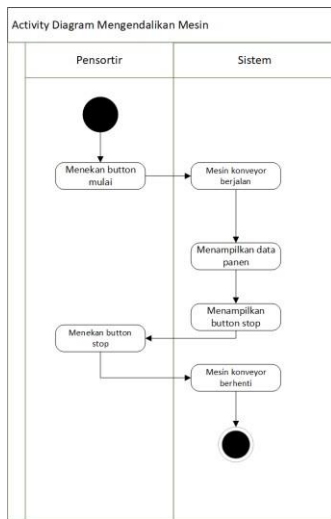 Activity Diagram Mengendalikan Mesin
Pensortir
Sistem
Menekan button
mulai
Mesin konveyor
berjalan
Menampilkan data
panen
Menampilkan
button stop
Menekan button
stop
Mesin konveyor
berhenti